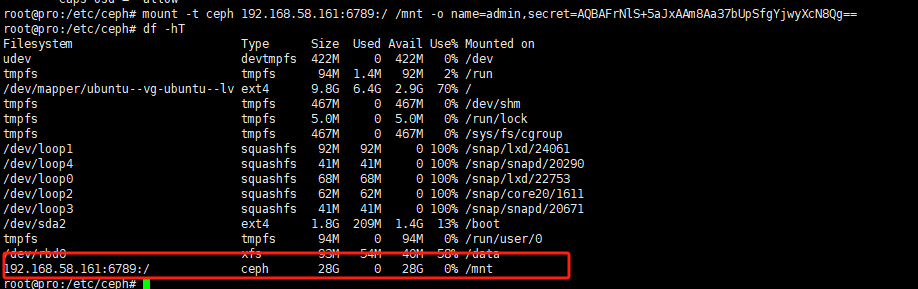 root@pro:/etc/ceph# mount -t ceph 192.168.58.161:6789:/ /mnt -o name=admin,secret=AQBAFrNlS+5aJxAAm8Aa37bUpSfgYjwyXcN8Qg==
root@pro:/etc/ceph# df -hT
Filesystem Type Size Used Avail Use% Mounted on
udev devtmpfs 422M 0 422M 0% /dev
tmpfs tmpfs 94M 1.4M 92M 2% /run
/dev/mapper/ubuntu--vg-ubuntu--lv ext4 9.8G 6.4G 2.9G 70% /
tmpfs tmpfs 467M 0 467M 0% /dev/shm
tmpfs tmpfs 5.0M 0 5.0M 0% /run/lock
tmpfs tmpfs 467M 0 467M 0% /sys/fs/cgroup
/dev/loop1 squashfs 92M 92M 0 100% /snap/lxd/24061
/dev/loop4 squashfs 41M 41M 0 100% /snap/snapd/20290
/dev/loop0 squashfs 68M 68M 0 100% /snap/lxd/22753
/dev/loop2 squashfs 62M 62M 0 100% /snap/core20/1611
/dev/loop3 squashfs 41M 41M 0 100% /snap/snapd/20671
/dev/sda2 ext4 1.8G 209M 1.4G 13% /boot
tmpfs tmpfs 94M 0 94M 0% /run/user/0
/dev/rbd0 xfs 93M 54M 40M 58% /data
192.168.58.161:6789:/ ceph 28G 0 28G 0% /mnt
root@pro:/etc/ceph#